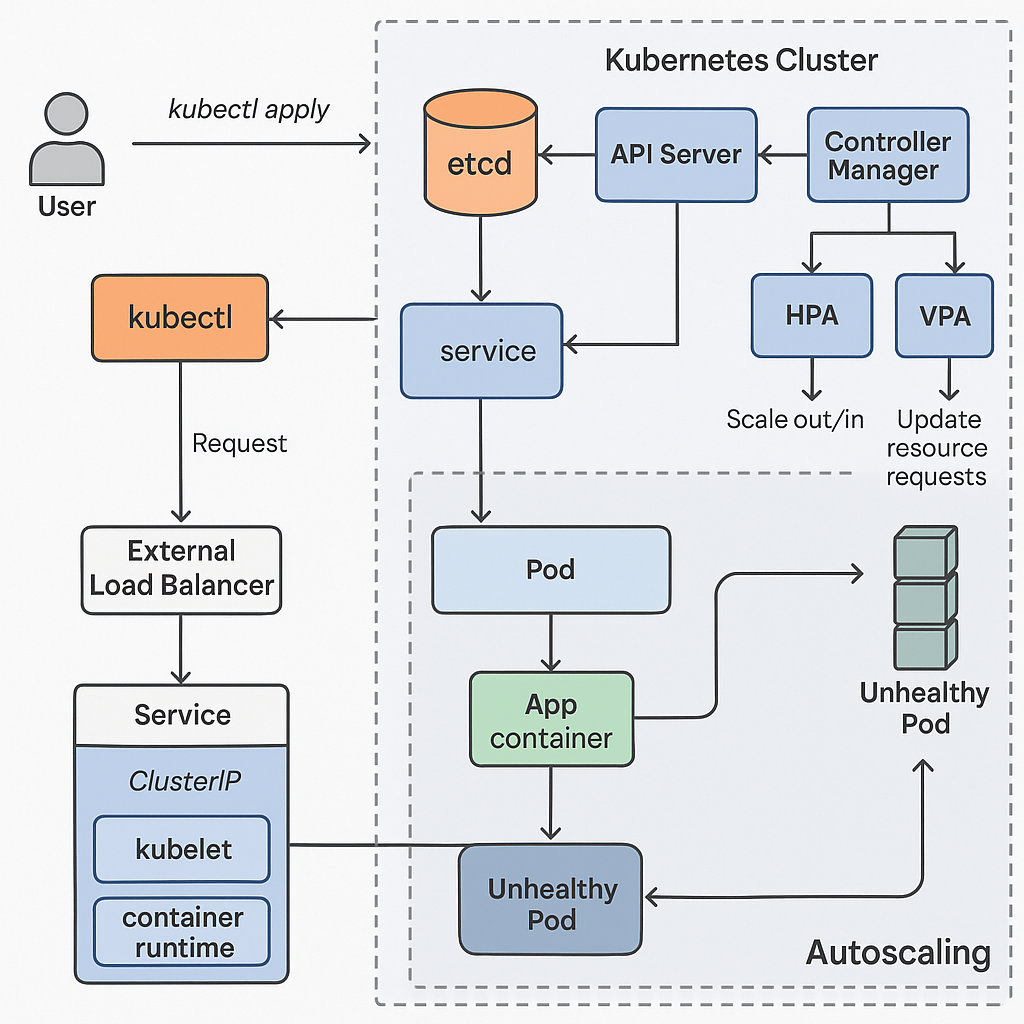 Kubernetes Cluster
kubectl apply
User
etcd
API Server
Controller
Manager
kubectl
service
HPA
VPA
Scale out/in
Update
resource
requests
Request
External
Load Balancer
Pod
App
container
Unhealthy
Pod
Service
ClusterIP
kubelet
container
runtime
Unhealthy
Pod
Autoscaling